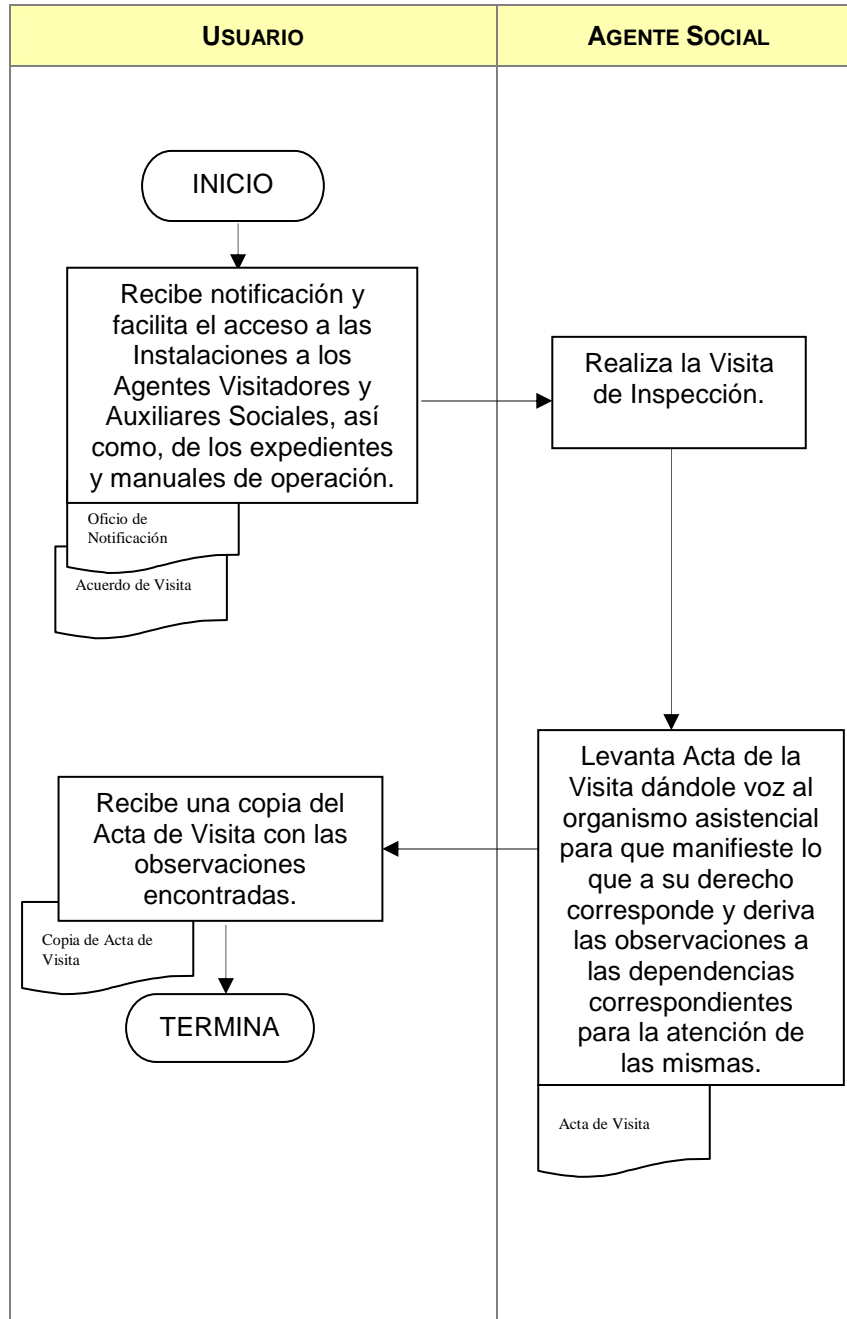 USUARIO
AGENTE SOCIAL
INICIO
Recibe notificación y
facilita el acceso a las
Instalaciones a los
Agentes Visitadores y
Auxiliares Sociales, así
como, de los expedientes
y manuales de operación.
Oficio de
Notificación
Acuerdo de Visita
Realiza la Visita
de Inspección.
Levanta Acta de la
Visita dándole voz al
organismo asistencial
para que manifieste lo
que a su derecho
corresponde y deriva
las observaciones a
las dependencias
correspondientes
para la atención de
las mismas.
Acta de Visita
Recibe una copia del
Acta de Visita con las
observaciones
encontradas.
Copia de Acta de
Visita
TERMINA